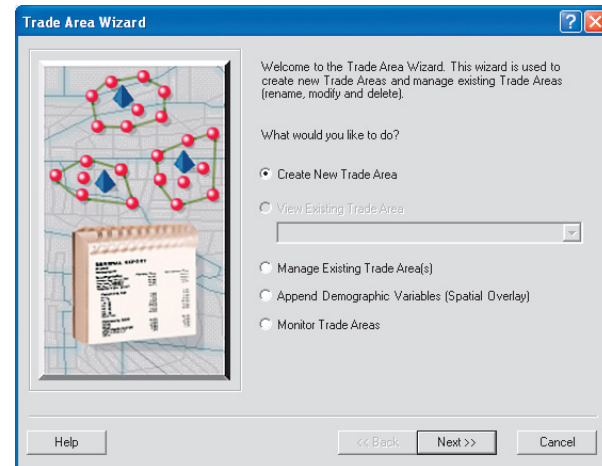 Trade Area Wizard
Welcome to the Trade Area Wizard. This wizard is used to
create new Trade Areas and manage existing Trade Areas
(rename, modify and delete).
What would you like to do?
Create New Trade Area
View Existing Trade Area
Manage Existing Trade Area(s)
Append Demographic Variables (Spatial Overlay)
Monitor Trade Areas
Help
<< Back
Next >>
Cancel